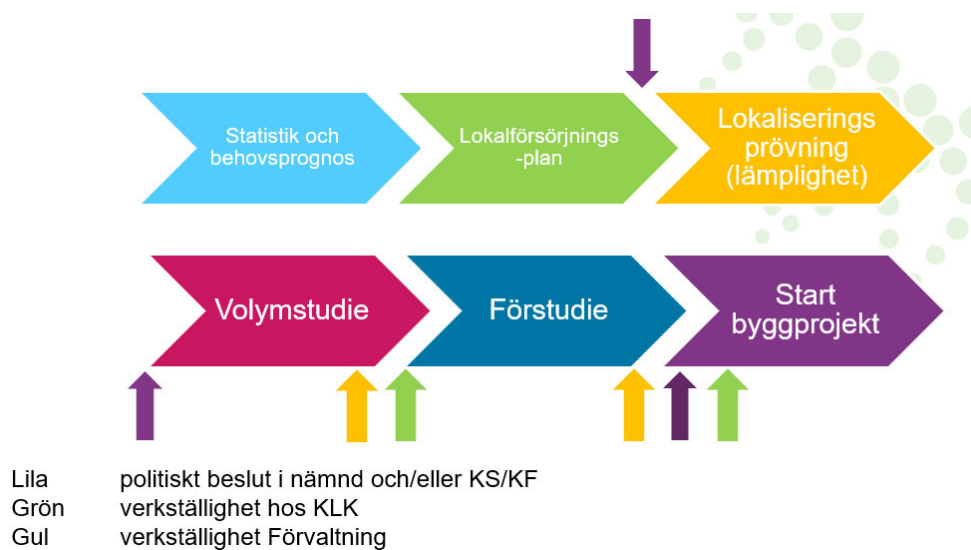 Statistik och
behovsprognos
Lokalförsörjnings
-plan
Lokaliserings
prövning
(lämplighet)
Volymstudie
Förstudie
Start
byggprojekt
Lila politiskt beslut i nämnd och/eller KS/KF
Grön verkställighet hos KLK
Gul verkställighet Förvaltning